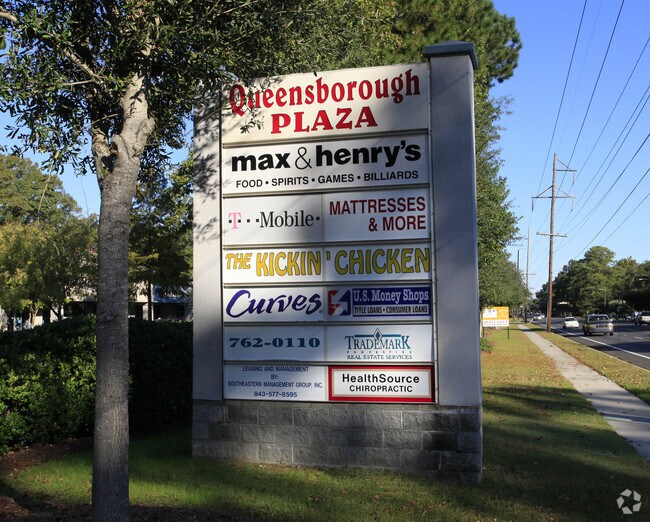 Queensborough
PLAZA
max & henry's
FOOD • SPIRITS • GAMES • BILLIARDS
T··Mobile·
MATTRESSES
& MORE
THE KICKIN' CHICKEN
Curves
U.S. Money Shops
TITLE LOANS • CONSUMER LOANS
762-0110
TRADEMARK
PROPERTIES
REAL ESTATE SERVICES
LEASING AND MANAGEMENT
BY:
SOUTHEASTERN MANAGEMENT GROUP, INC.
843-577-8595
HealthSource
CHIROPRACTIC